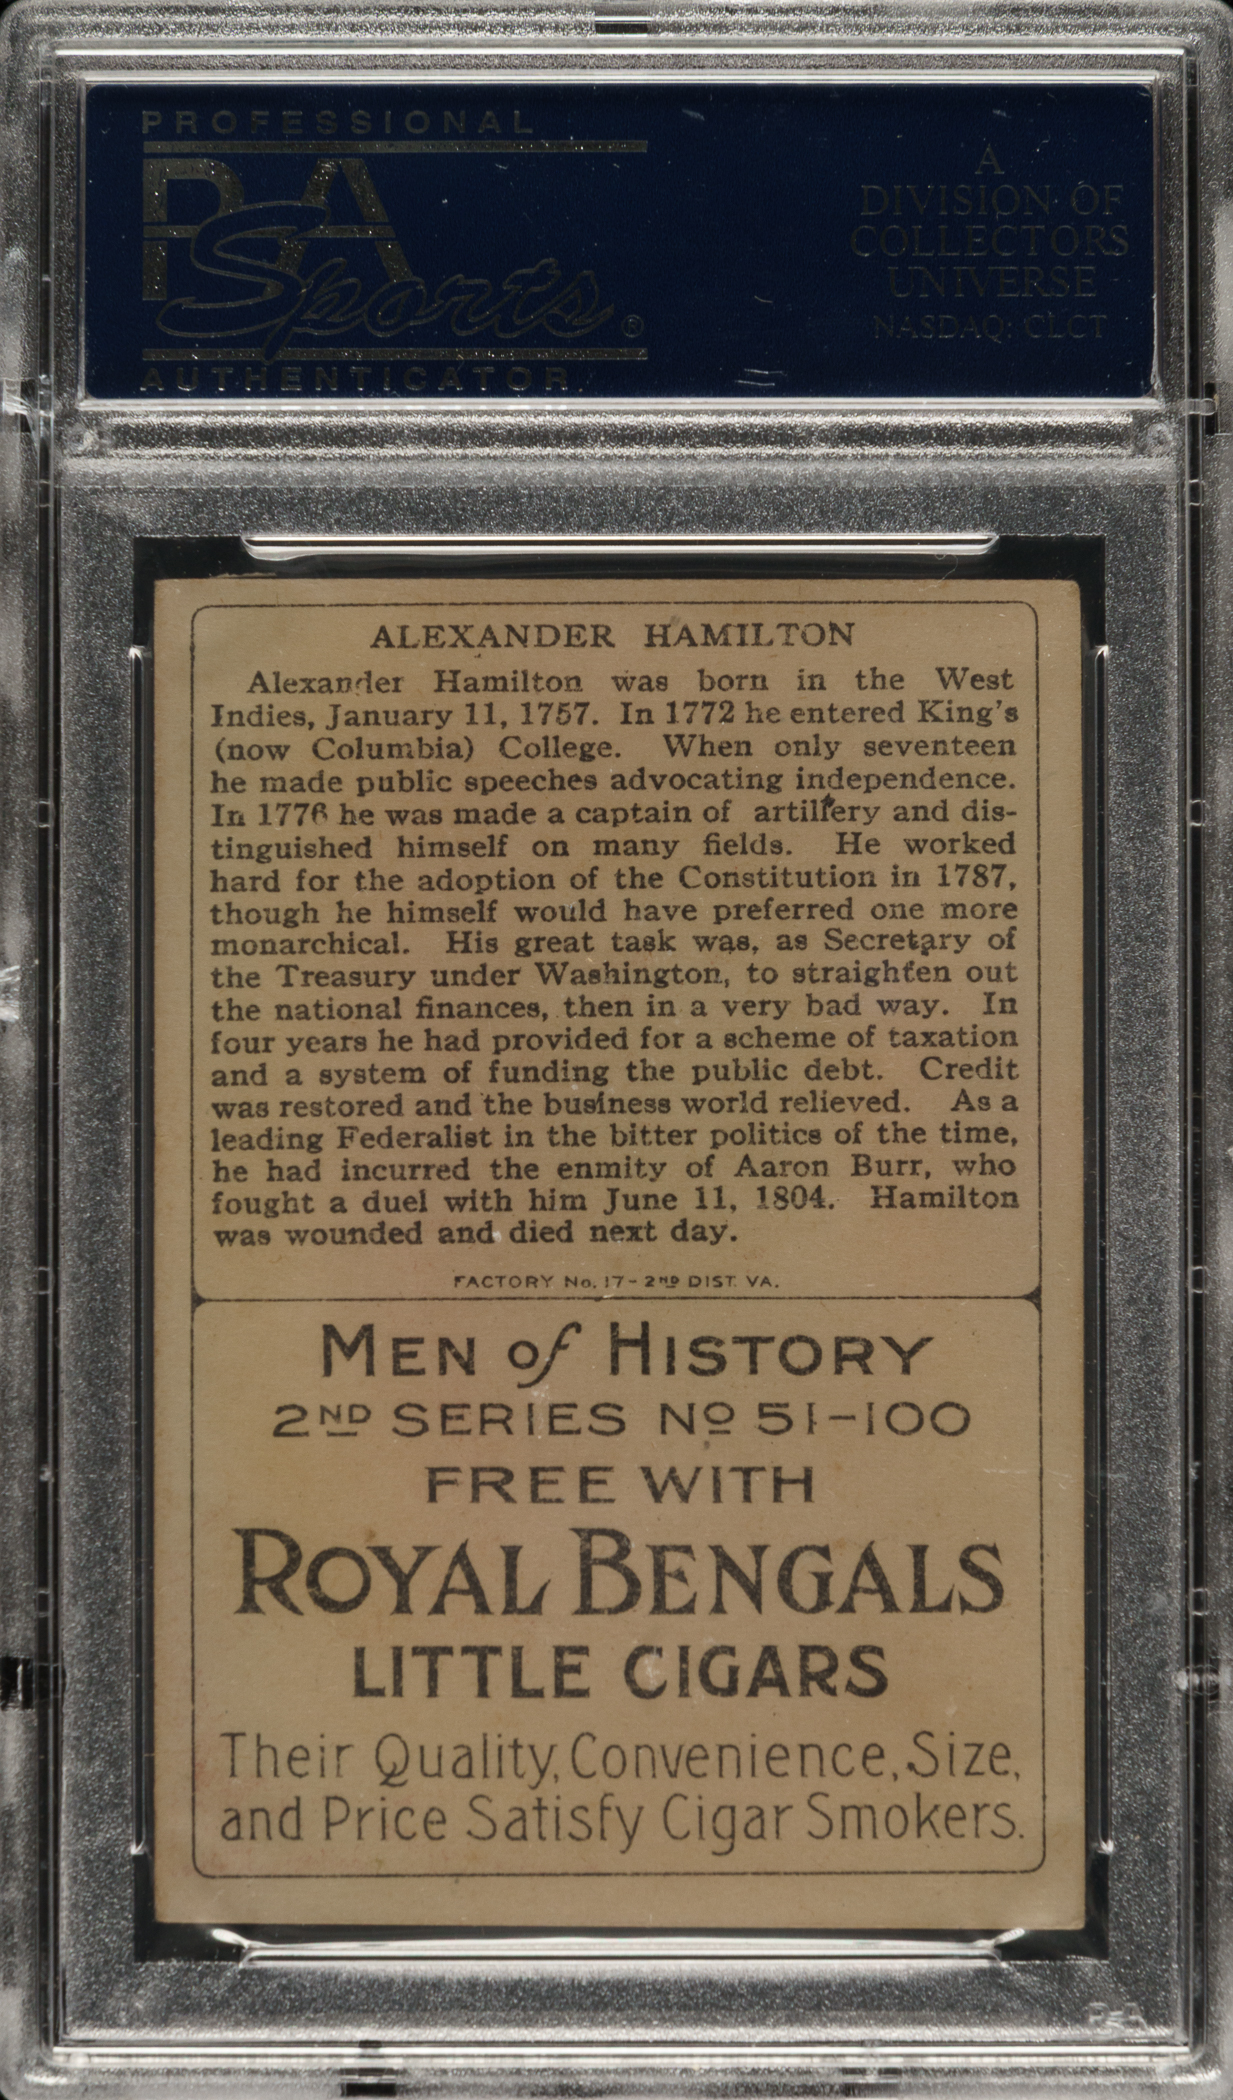 PROFESSIONAL
PSA
Sports®
AUTHENTICATOR
A
DIVISION OF
COLLECTORS
UNIVERSE
NASDAQ: CLCT
ALEXANDER HAMILTON
Alexander Hamilton was born in the West
Indies, January 11, 1757. In 1772 he entered King's
(now Columbia) College. When only seventeen
he made public speeches advocating independence.
In 1776 he was made a captain of artillery and dis-
tinguished himself on many fields. He worked
hard for the adoption of the Constitution in 1787,
though he himself would have preferred one more
monarchical. His great task was, as Secretary of
the Treasury under Washington, to straighten out
the national finances, then in a very bad way. In
four years he had provided for a scheme of taxation
and a system of funding the public debt. Credit
was restored and the business world relieved. As a
leading Federalist in the bitter politics of the time,
he had incurred the enmity of Aaron Burr, who
fought a duel with him June 11, 1804. Hamilton
was wounded and died next day.
FACTORY No. 17 - 2ND DIST. VA.
MEN of HISTORY
2ND SERIES No 51-100
FREE WITH
ROYAL BENGALS
LITTLE CIGARS
Their Quality, Convenience, Size,
and Price Satisfy Cigar Smokers.
PSA